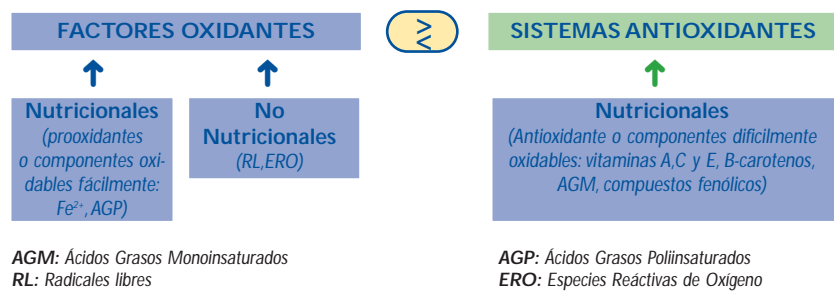 FACTORES OXIDANTES
≷
SISTEMAS ANTIOXIDANTES
Nutricionales
(prooxidantes
o componentes oxi-
dables fácilmente:
Fe²⁺, AGP)
No
Nutricionales
(RL,ERO)
Nutricionales
(Antioxidante o componentes dificilmente
oxidables: vitaminas A,C y E, B-carotenos,
AGM, compuestos fenólicos)
AGM: Ácidos Grasos Monoinsaturados
RL: Radicales libres
AGP: Ácidos Grasos Poliinsaturados
ERO: Especies Reáctivas de Oxígeno